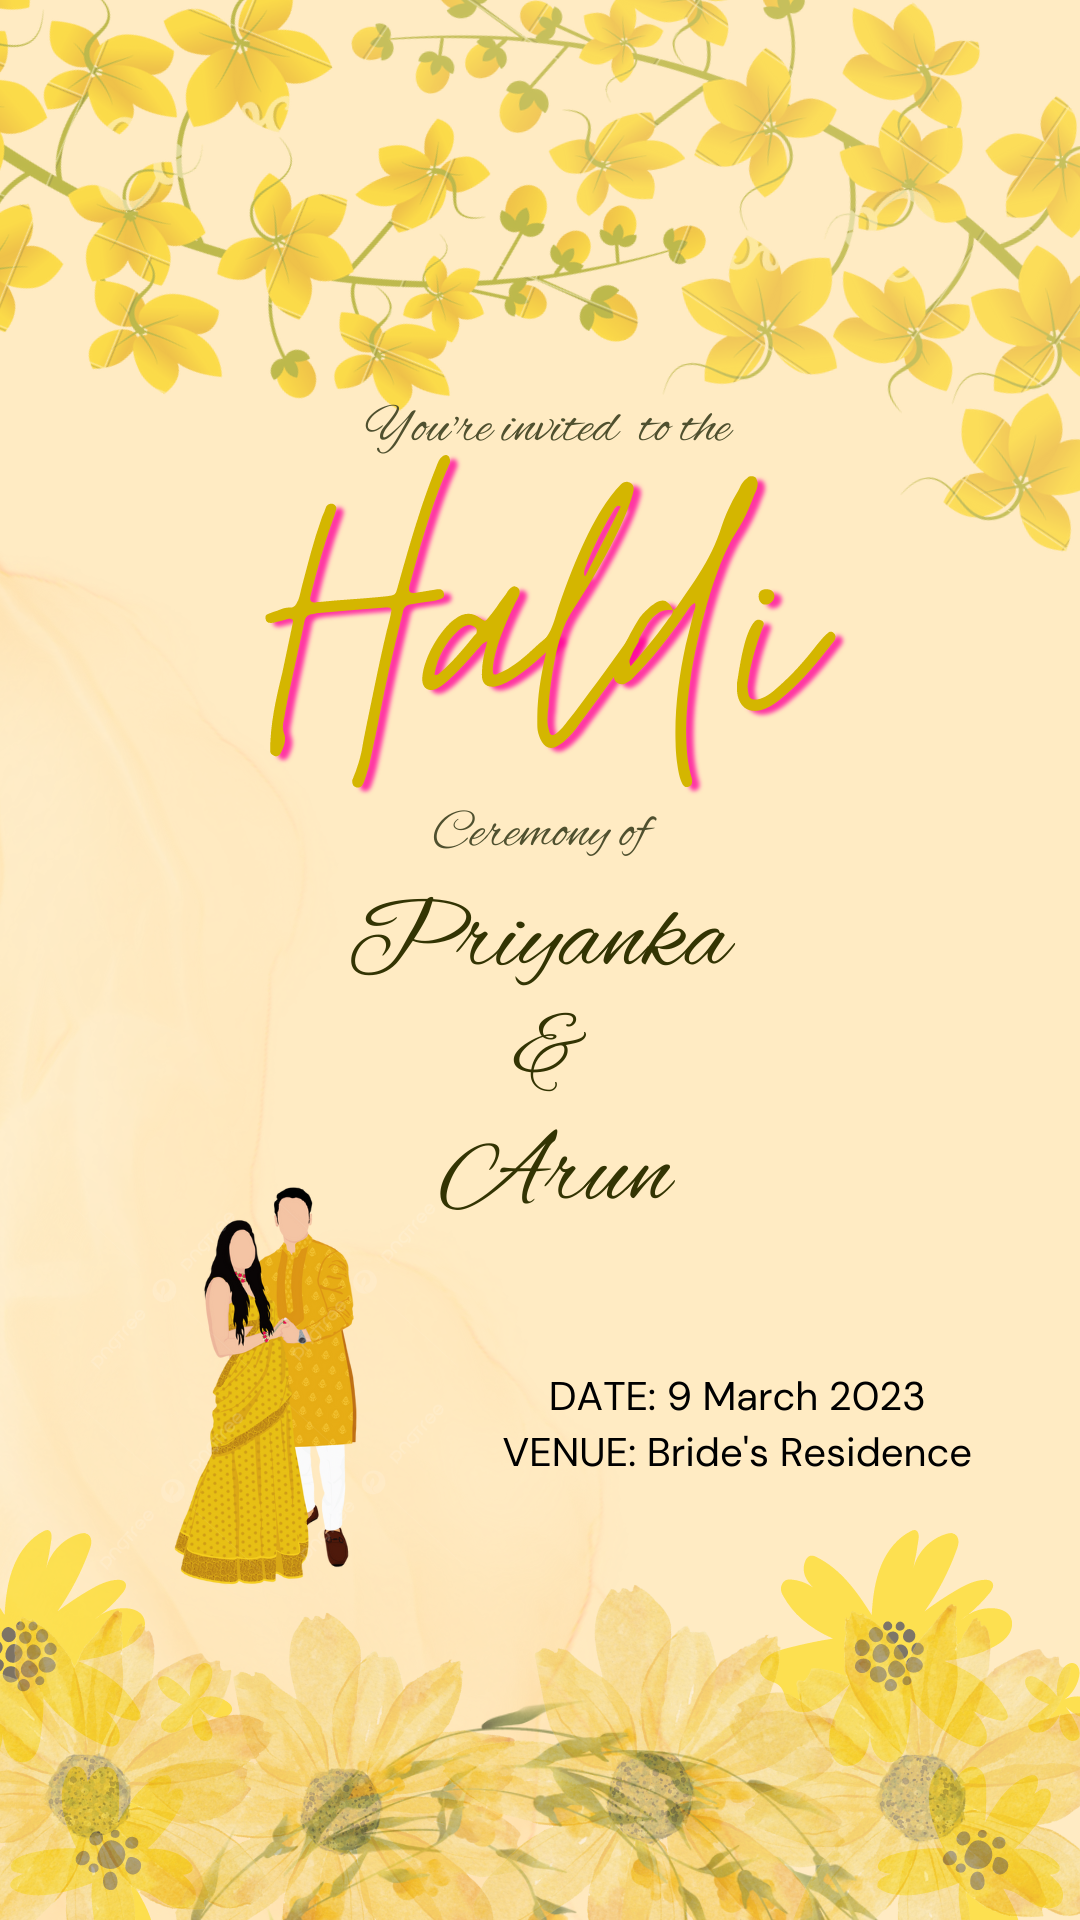 You're invited to the
Haldi
Ceremony of
Priyanka
&
Arun
DATE: 9 March 2023
VENUE: Bride's Residence